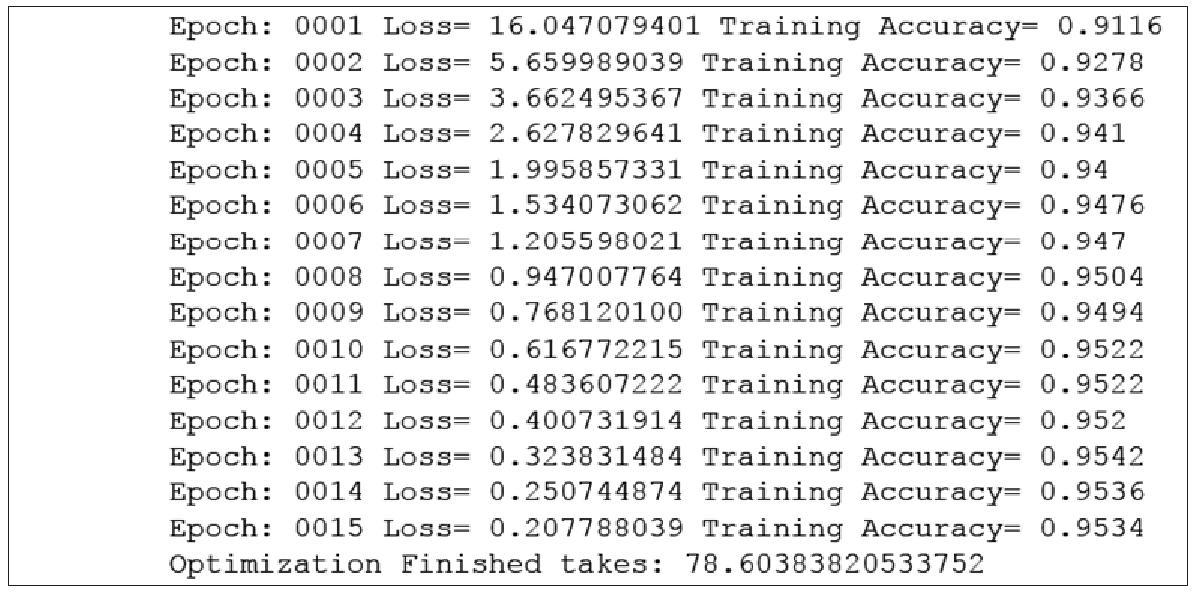 Epoch: 0001 Loss= 16.047079401 Training Accuracy= 0.9116
Epoch: 0002 Loss= 5.659989039 Training Accuracy= 0.9278
Epoch: 0003 Loss= 3.662495367 Training Accuracy= 0.9366
Epoch: 0004 Loss= 2.627829641 Training Accuracy= 0.941
Epoch: 0005 Loss= 1.995857331 Training Accuracy= 0.94
Epoch: 0006 Loss= 1.534073062 Training Accuracy= 0.9476
Epoch: 0007 Loss= 1.205598021 Training Accuracy= 0.947
Epoch: 0008 Loss= 0.947007764 Training Accuracy= 0.9504
Epoch: 0009 Loss= 0.768120100 Training Accuracy= 0.9494
Epoch: 0010 Loss= 0.616772215 Training Accuracy= 0.9522
Epoch: 0011 Loss= 0.483607222 Training Accuracy= 0.9522
Epoch: 0012 Loss= 0.400731914 Training Accuracy= 0.952
Epoch: 0013 Loss= 0.323831484 Training Accuracy= 0.9542
Epoch: 0014 Loss= 0.250744874 Training Accuracy= 0.9536
Epoch: 0015 Loss= 0.207788039 Training Accuracy= 0.9534
Optimization Finished takes: 78.60383820533752